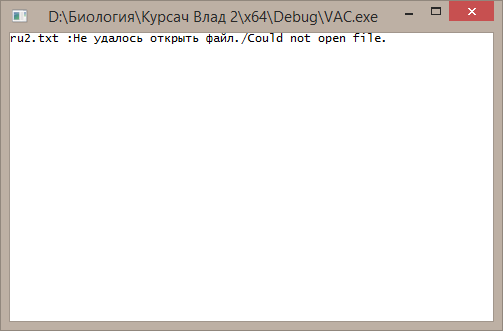 D:\Биология\Курсач Влад 2\x64\Debug\VAC.exe
ru2.txt :Не удалось открыть файл./Could not open file.